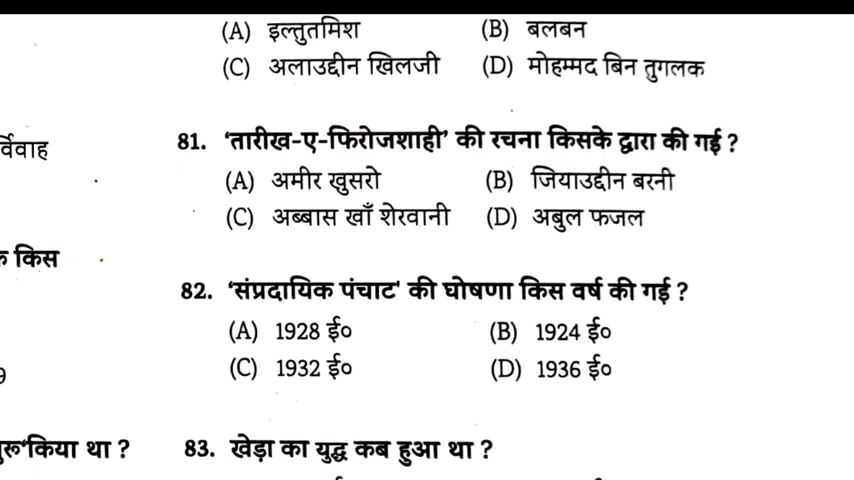 (A) इल्तुतमिश (B) बलबन
(C) अलाउद्दीन खिलजी (D) मोहम्मद बिन तुगलक
र्विवाह
81. 'तारीख-ए-फिरोजशाही' की रचना किसके द्वारा की गई ?
(A) अमीर खुसरो (B) जियाउद्दीन बरनी
(C) अब्बास खाँ शेरवानी (D) अबुल फजल
किस
82. 'संप्रदायिक पंचाट' की घोषणा किस वर्ष की गई ?
(A) 1928 ई० (B) 1924 ई०
(C) 1932 ई० (D) 1936 ई०
9
किया था ?
83. खेड़ा का युद्ध कब हुआ था ?